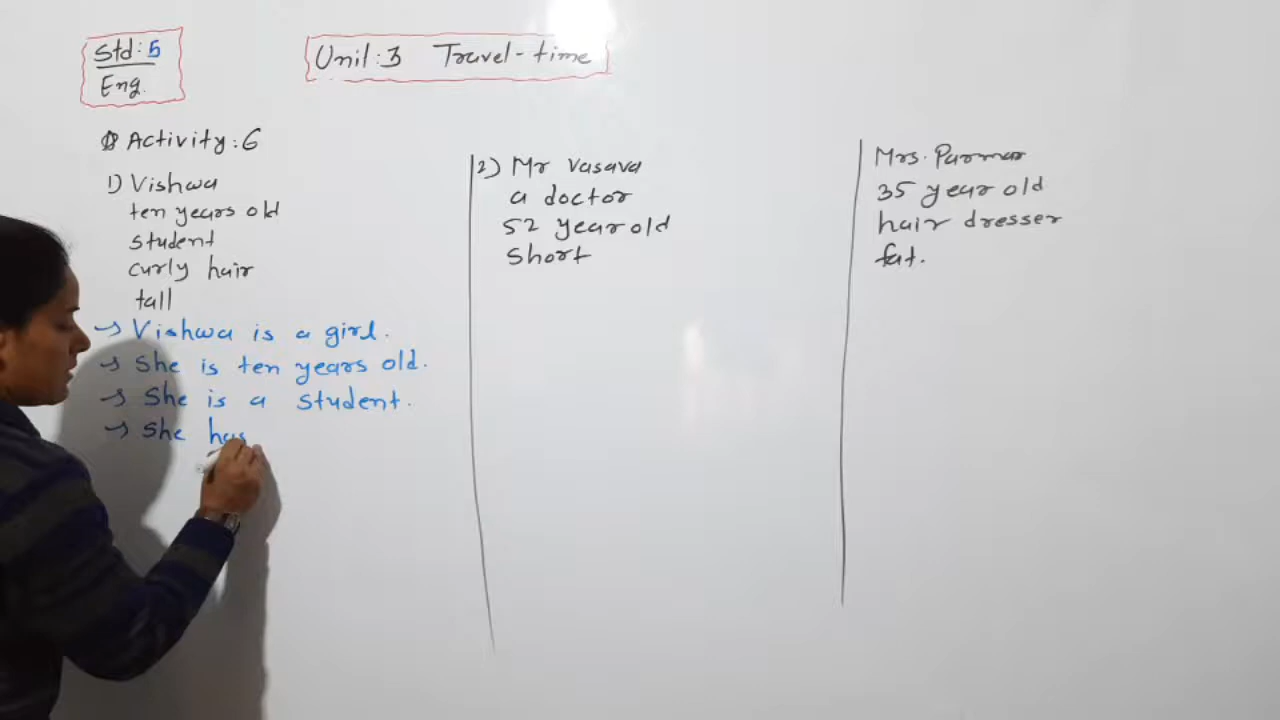 Std: 5
Eng.
Unil: 3 Travel-time
Activity: 6
1) Vishwa
ten years old
student
curly hair
tall
→ Vishwa is a girl.
→ She is ten years old.
→ She is a student.
→ She has
2) Mr Vasava
a doctor
52 year old
Short
Mrs. Parmar
35 year old
hair dresser
fat.